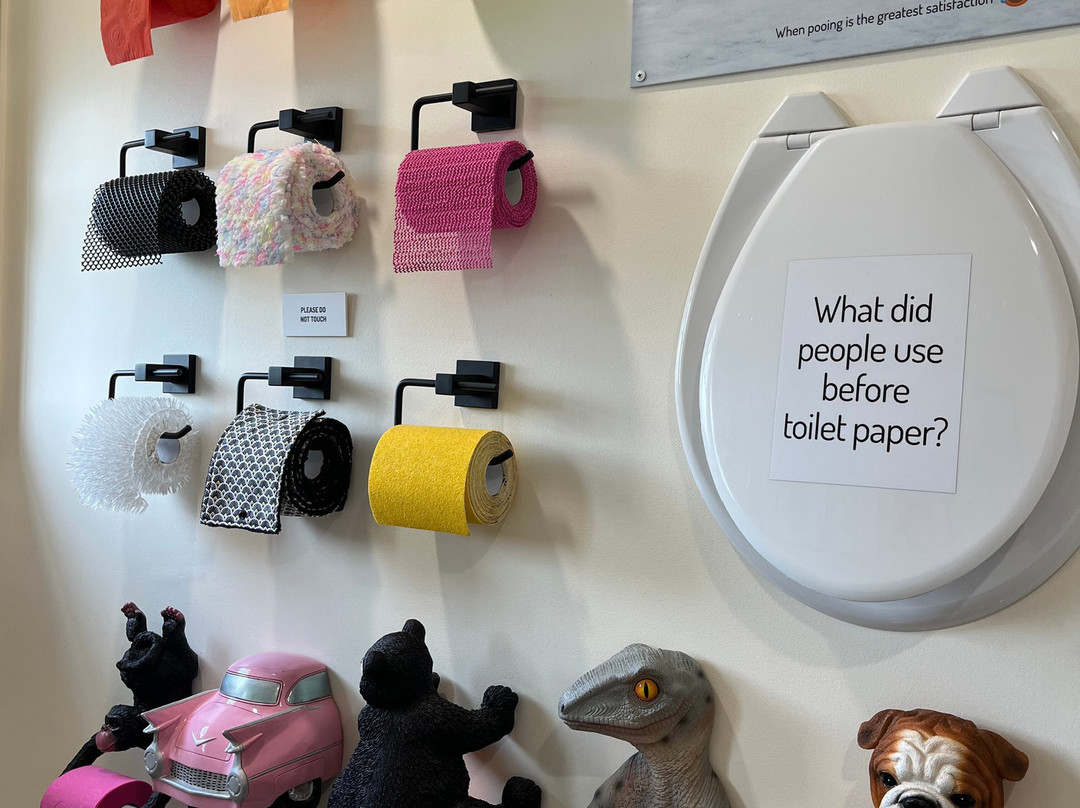 When pooing is the greatest satisfaction
PLEASE DO
NOT TOUCH
What did
people use
before
toilet paper?